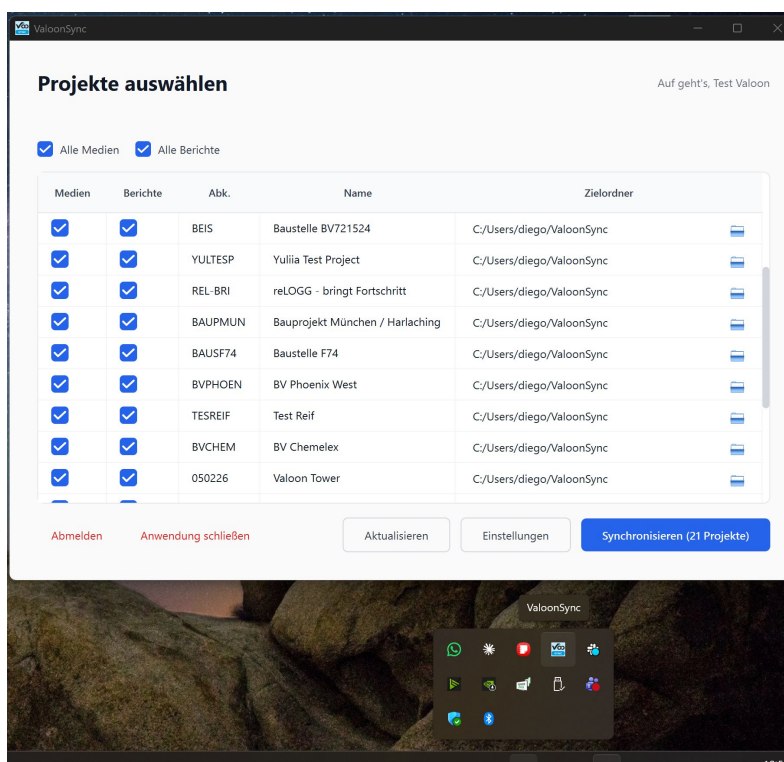 ValoonSync
Projekte auswählen
Auf geht's, Test Valoon
Alle Medien Alle Berichte
Medien Berichte Abk. Name Zielordner
BEIS Baustelle BV721524 C:/Users/diego/ValoonSync
YULTESP Yuliia Test Project C:/Users/diego/ValoonSync
REL-BRI reLOGG - bringt Fortschritt C:/Users/diego/ValoonSync
BAUPMUN Bauprojekt München / Harlaching C:/Users/diego/ValoonSync
BAUSF74 Baustelle F74 C:/Users/diego/ValoonSync
BVPHOEN BV Phoenix West C:/Users/diego/ValoonSync
TESREIF Test Reif C:/Users/diego/ValoonSync
BVCHEM BV Chemelex C:/Users/diego/ValoonSync
050226 Valoon Tower C:/Users/diego/ValoonSync
Abmelden Anwendung schließen Aktualisieren Einstellungen Synchronisieren (21 Projekte)
ValoonSync